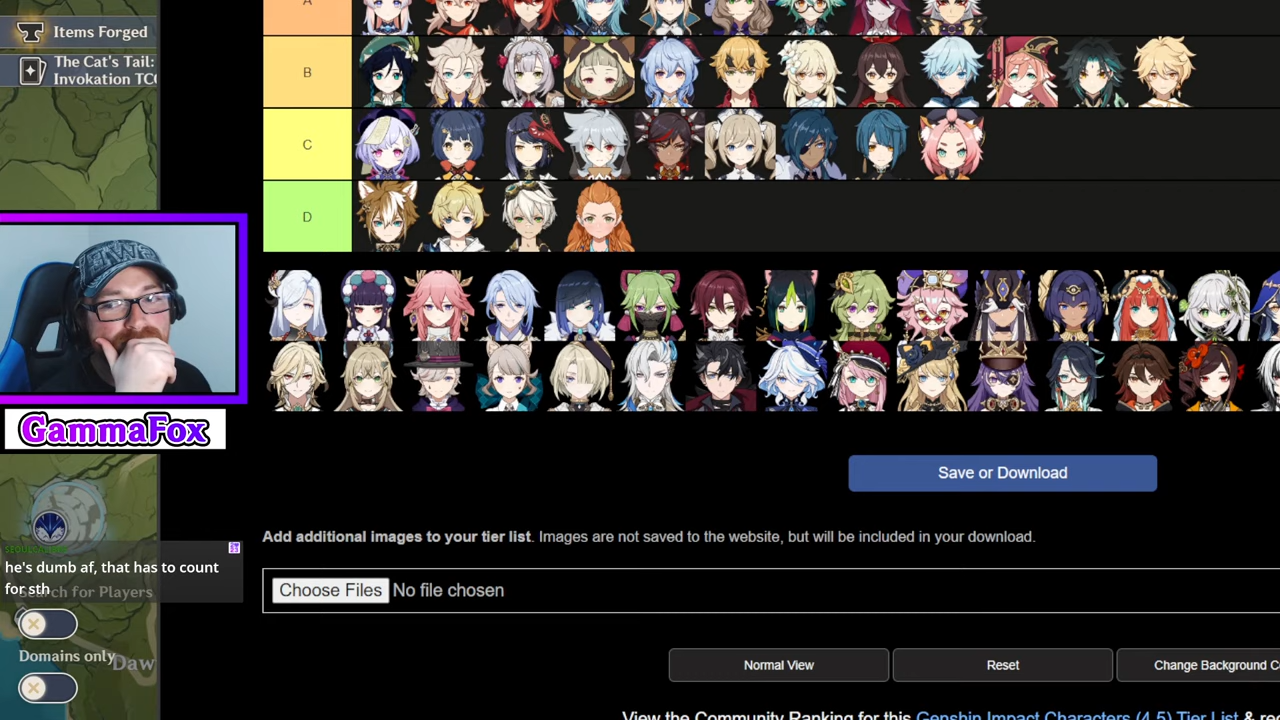 Items Forged
The Cat's Tail:
Invokation TC
A
B
C
D
GammaFox
Save or Download
Add additional images to your tier list. Images are not saved to the website, but will be included in your download.
he's dumb af, that has to count
for sth
Search for Players
Choose Files No file chosen
Domains only
Daw
Normal View
Reset
Change Background Co
View the Community Ranking for this Genshin Impact Characters (4.5) Tier List &